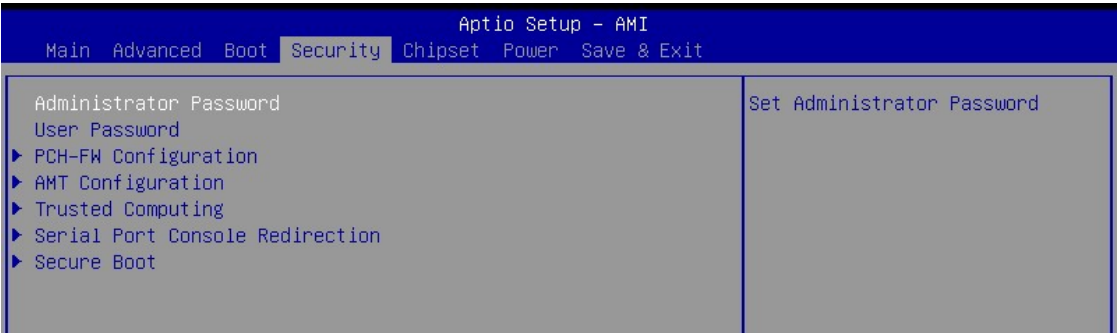 Aptio Setup – AMI
Main Advanced Boot Security Chipset Power Save & Exit
Administrator Password
User Password
PCH-FW Configuration
AMT Configuration
Trusted Computing
Serial Port Console Redirection
Secure Boot
Set Administrator Password